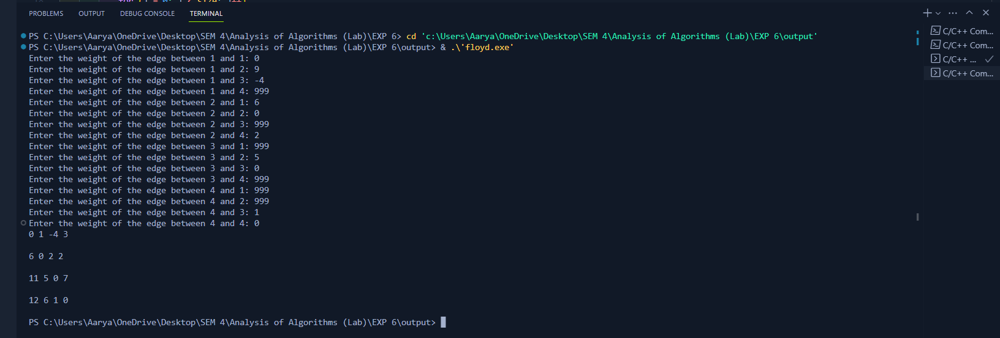 PROBLEMS OUTPUT DEBUG CONSOLE TERMINAL
PS C:\Users\Aarya\OneDrive\Desktop\SEM 4\Analysis of Algorithms (Lab)\EXP 6> cd 'c:\Users\Aarya\OneDrive\Desktop\SEM 4\Analysis of Algorithms (Lab)\EXP 6\output'
PS C:\Users\Aarya\OneDrive\Desktop\SEM 4\Analysis of Algorithms (Lab)\EXP 6\output> & .\'floyd.exe'
Enter the weight of the edge between 1 and 1: 0
Enter the weight of the edge between 1 and 2: 9
Enter the weight of the edge between 1 and 3: -4
Enter the weight of the edge between 1 and 4: 999
Enter the weight of the edge between 2 and 1: 6
Enter the weight of the edge between 2 and 2: 0
Enter the weight of the edge between 2 and 3: 999
Enter the weight of the edge between 2 and 4: 2
Enter the weight of the edge between 3 and 1: 999
Enter the weight of the edge between 3 and 2: 5
Enter the weight of the edge between 3 and 3: 0
Enter the weight of the edge between 3 and 4: 999
Enter the weight of the edge between 4 and 1: 999
Enter the weight of the edge between 4 and 2: 999
Enter the weight of the edge between 4 and 3: 1
Enter the weight of the edge between 4 and 4: 0
0 1 -4 3
6 0 2 2
11 5 0 7
12 6 1 0
PS C:\Users\Aarya\OneDrive\Desktop\SEM 4\Analysis of Algorithms (Lab)\EXP 6\output>
C/C++ Com...
C/C++ Com...
C/C++ ...
C/C++ Com...